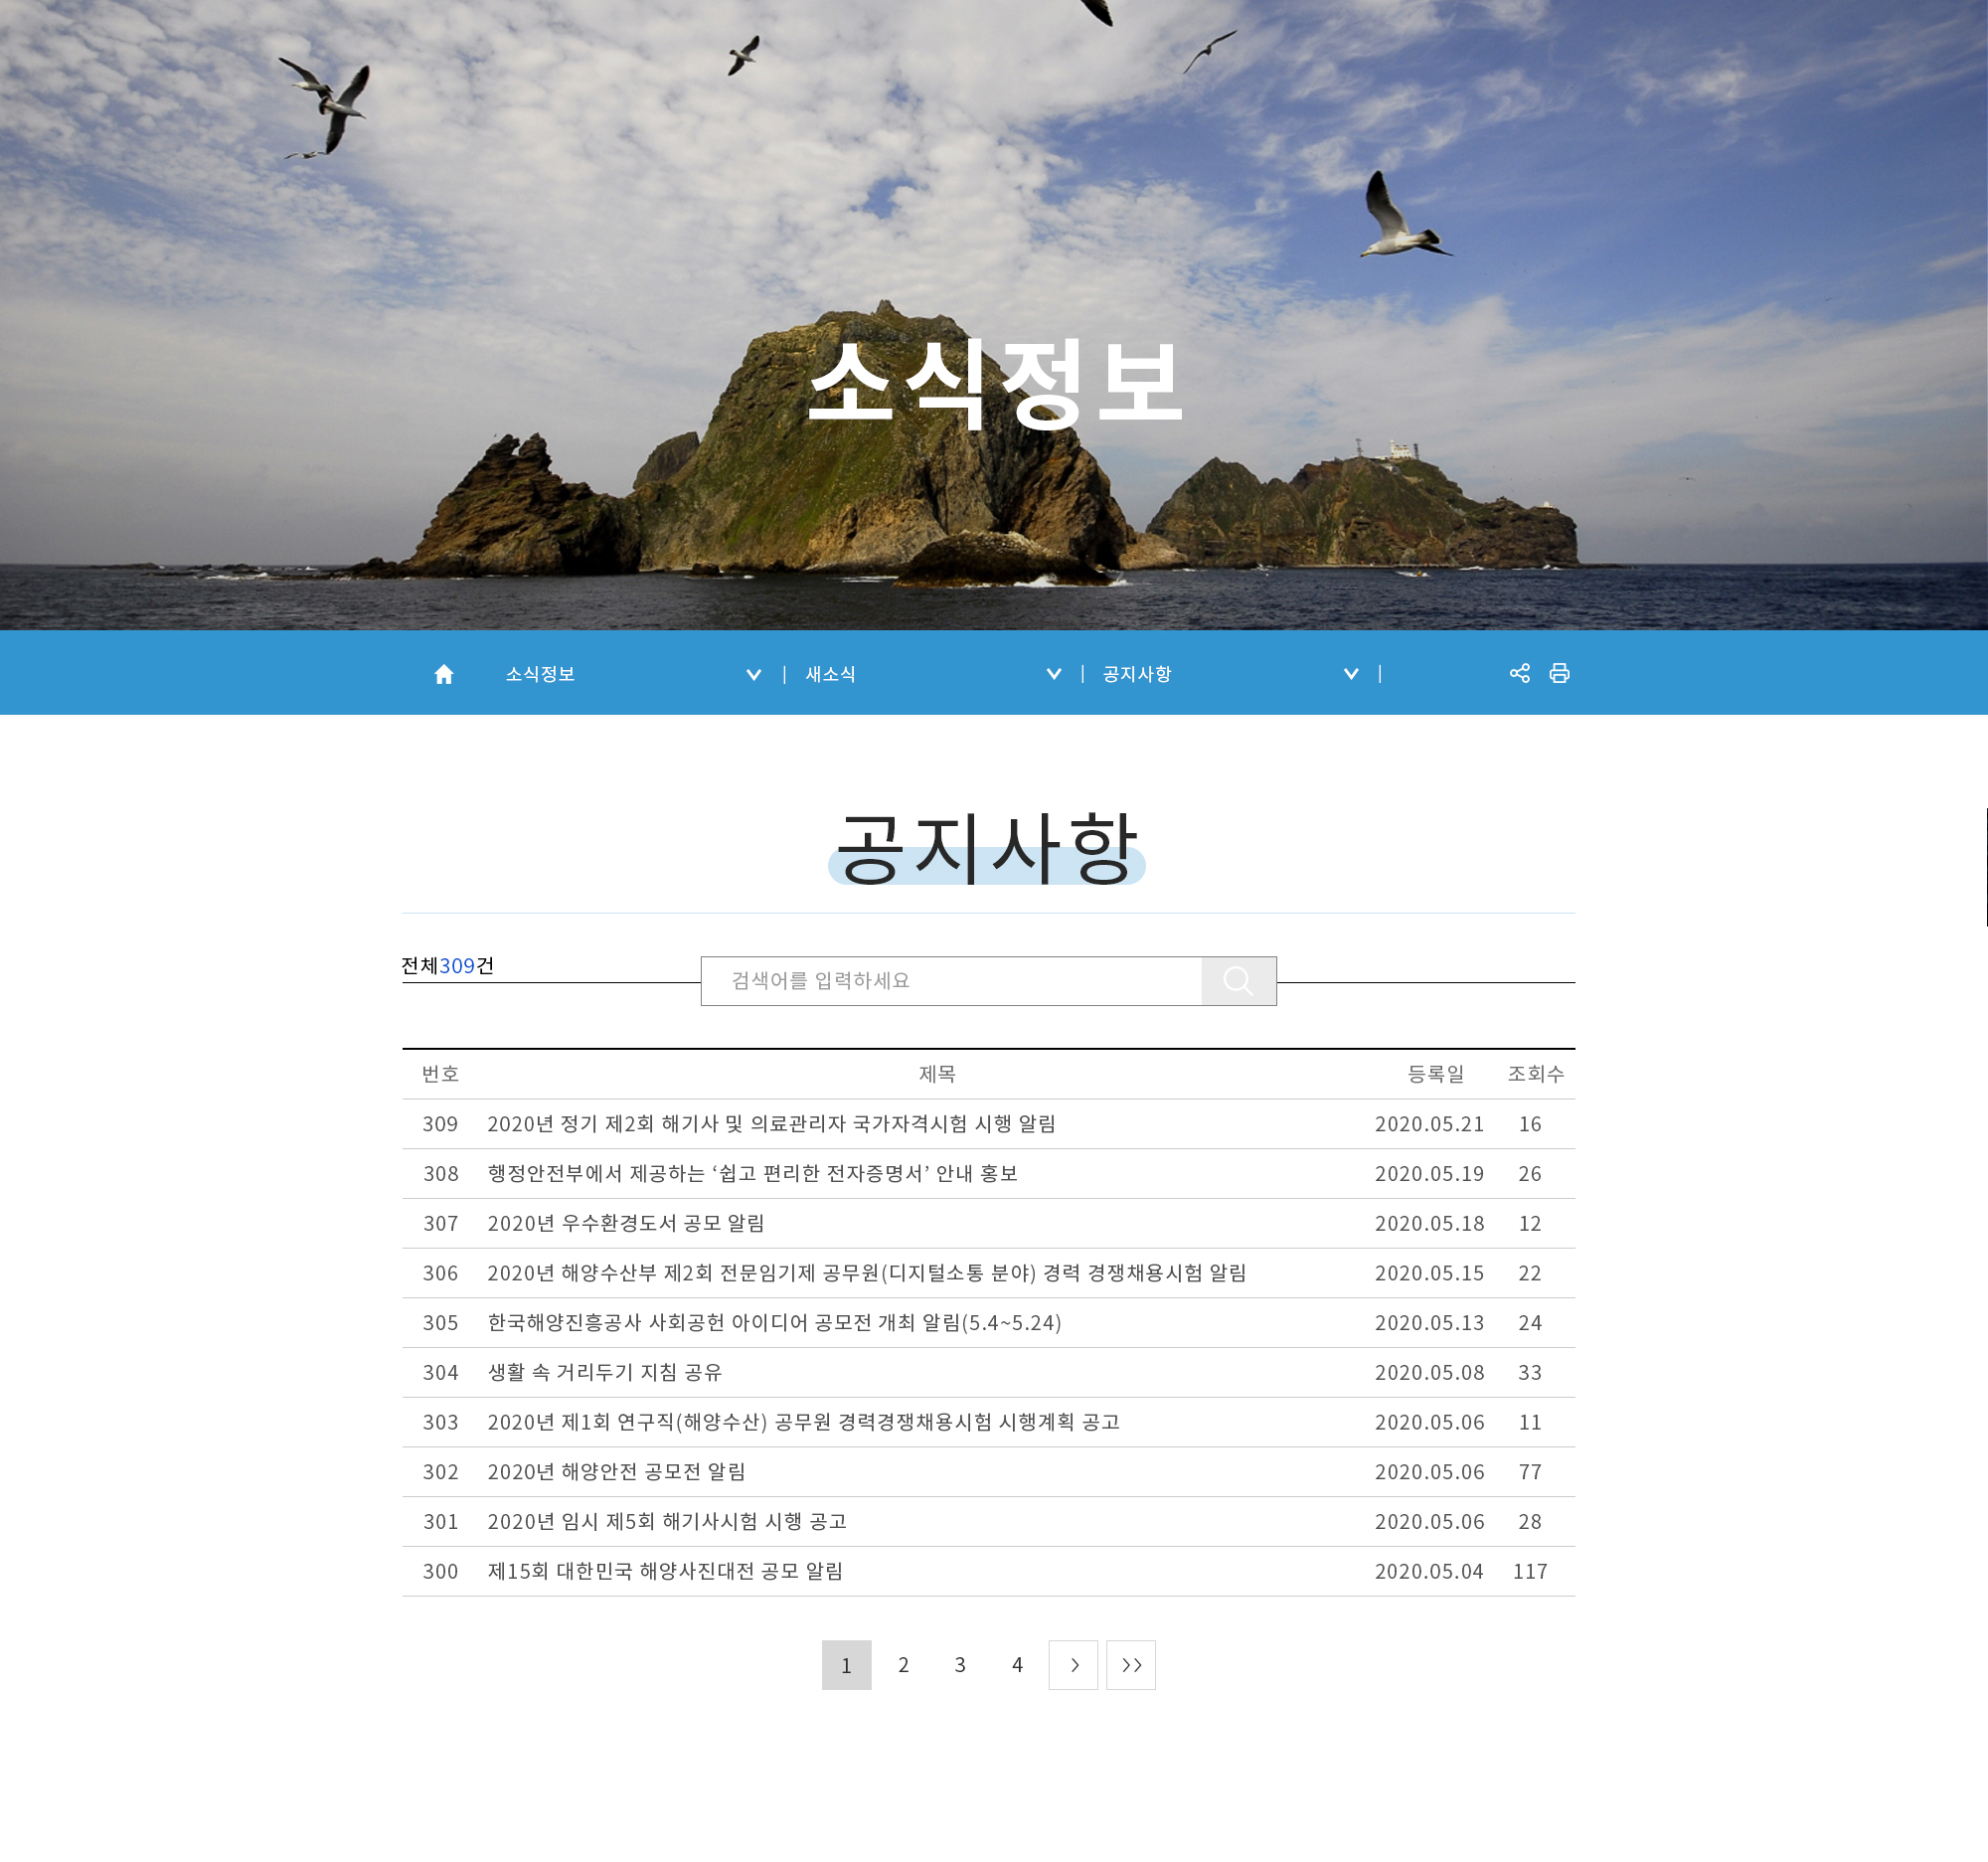 소식정보
소식정보 새소식 공지사항
공지사항
전체309건
검색어를 입력하세요
번호 제목 등록일 조회수
309 2020년 정기 제2회 해기사 및 의료관리자 국가자격시험 시행 알림 2020.05.21 16
308 행정안전부에서 제공하는 ‘쉽고 편리한 전자증명서’ 안내 홍보 2020.05.19 26
307 2020년 우수환경도서 공모 알림 2020.05.18 12
306 2020년 해양수산부 제2회 전문임기제 공무원(디지털소통 분야) 경력 경쟁채용시험 알림 2020.05.15 22
305 한국해양진흥공사 사회공헌 아이디어 공모전 개최 알림(5.4~5.24) 2020.05.13 24
304 생활 속 거리두기 지침 공유 2020.05.08 33
303 2020년 제1회 연구직(해양수산) 공무원 경력경쟁채용시험 시행계획 공고 2020.05.06 11
302 2020년 해양안전 공모전 알림 2020.05.06 77
301 2020년 임시 제5회 해기사시험 시행 공고 2020.05.06 28
300 제15회 대한민국 해양사진대전 공모 알림 2020.05.04 117
1 2 3 4